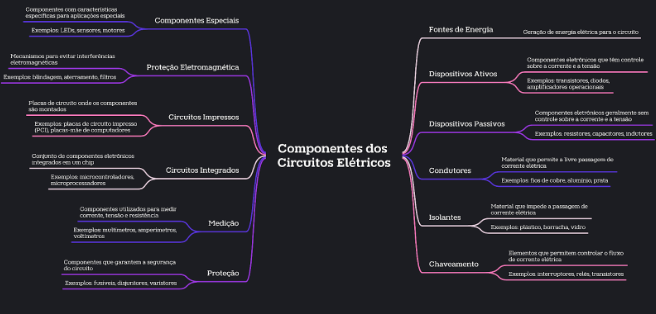 Componentes dos
Circuitos Elétricos
Componentes Especiais
Componentes com características
específicas para aplicações especiais
Exemplos: LEDs, sensores, motores
Proteção Eletromagnética
Mecanismos para evitar interferências
eletromagnéticas
Exemplos: blindagem, aterramento, filtros
Circuitos Impressos
Placas de circuito onde os componentes
são montados
Exemplos: placas de circuito impresso
(PCI), placas-mãe de computadores
Circuitos Integrados
Conjunto de componentes eletrônicos
integrados em um chip
Exemplos: microcontroladores,
microprocessadores
Medição
Componentes utilizados para medir
corrente, tensão e resistência
Exemplos: multímetros, amperímetros,
voltímetros
Proteção
Componentes que garantem a segurança
do circuito
Exemplos: fusíveis, disjuntores, varistores
Fontes de Energia
Geração de energia elétrica para o circuito
Dispositivos Ativos
Componentes eletrônicos que têm controle
sobre a corrente e a tensão
Exemplos: transistores, diodos,
amplificadores operacionais
Dispositivos Passivos
Componentes eletrônicos geralmente sem
controle sobre a corrente e a tensão
Exemplos: resistores, capacitores, indutores
Condutores
Material que permite a livre passagem de
corrente elétrica
Exemplos: fios de cobre, alumínio, prata
Isolantes
Material que impede a passagem de
corrente elétrica
Exemplos: plástico, borracha, vidro
Chaveamento
Elementos que permitem controlar o fluxo
de corrente elétrica
Exemplos: interruptores, relés, transistores